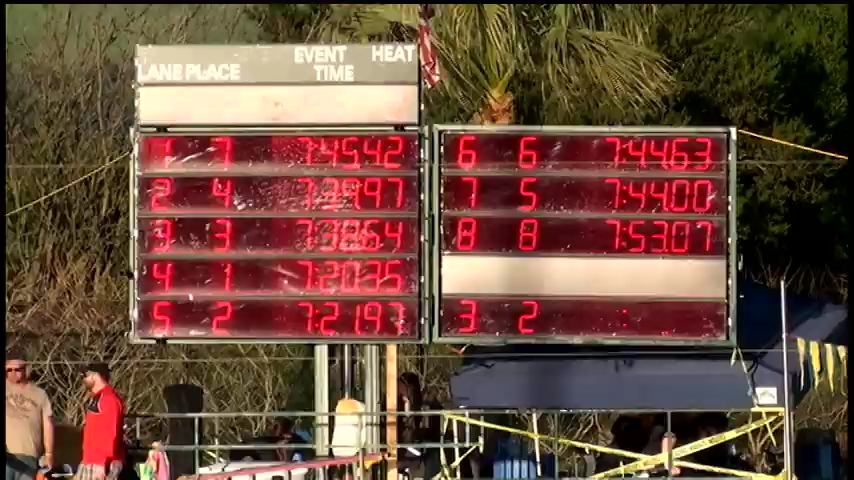 EVENT HEAT
LANE PLACE TIME
1 7 7:45.42
2 4 7:39.97
3 3 7:38.64
4 1 7:20.35
5 2 7:21.97
6 6 7:44.63
7 5 7:44.00
8 8 7:53.07
3 2 :.